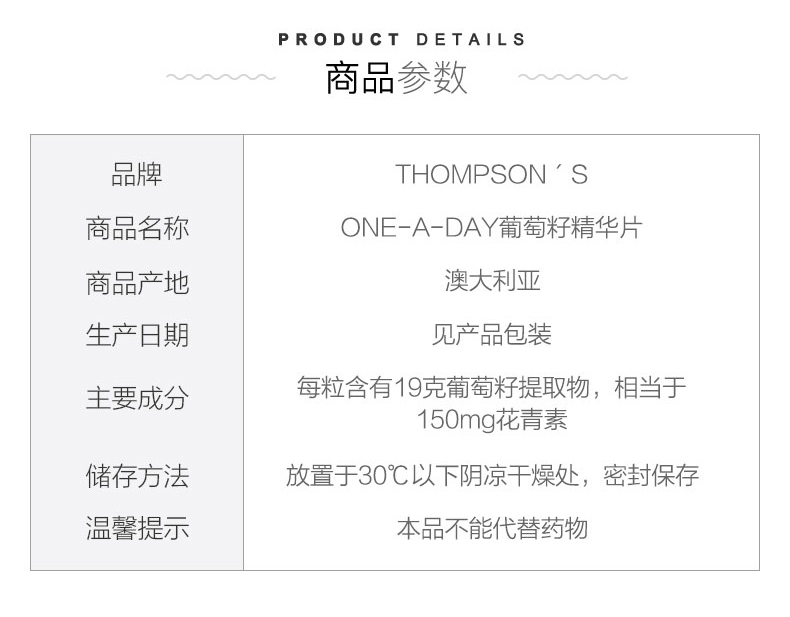 PRODUCT DETAILS
商品参数
品牌 THOMPSON´S
商品名称 ONE-A-DAY葡萄籽精华片
商品产地 澳大利亚
生产日期 见产品包装
主要成分 每粒含有19克葡萄籽提取物，相当于
150mg花青素
储存方法 放置于30℃以下阴凉干燥处，密封保存
温馨提示 本品不能代替药物